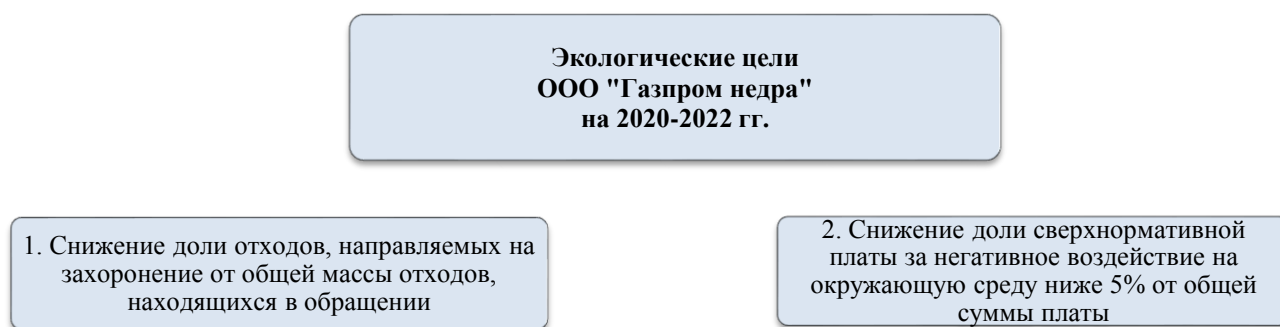 Экологические цели
ООО "Газпром недра"
на 2020-2022 гг.
1. Снижение доли отходов, направляемых на
захоронение от общей массы отходов,
находящихся в обращении
2. Снижение доли сверхнормативной
платы за негативное воздействие на
окружающую среду ниже 5% от общей
суммы платы